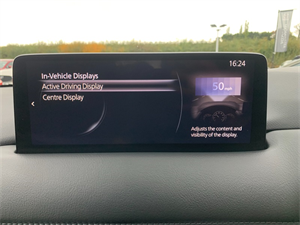 16:24
In-Vehicle Displays
Active Driving Display
Centre Display
50 mph
Adjusts the content and
visibility of the display.